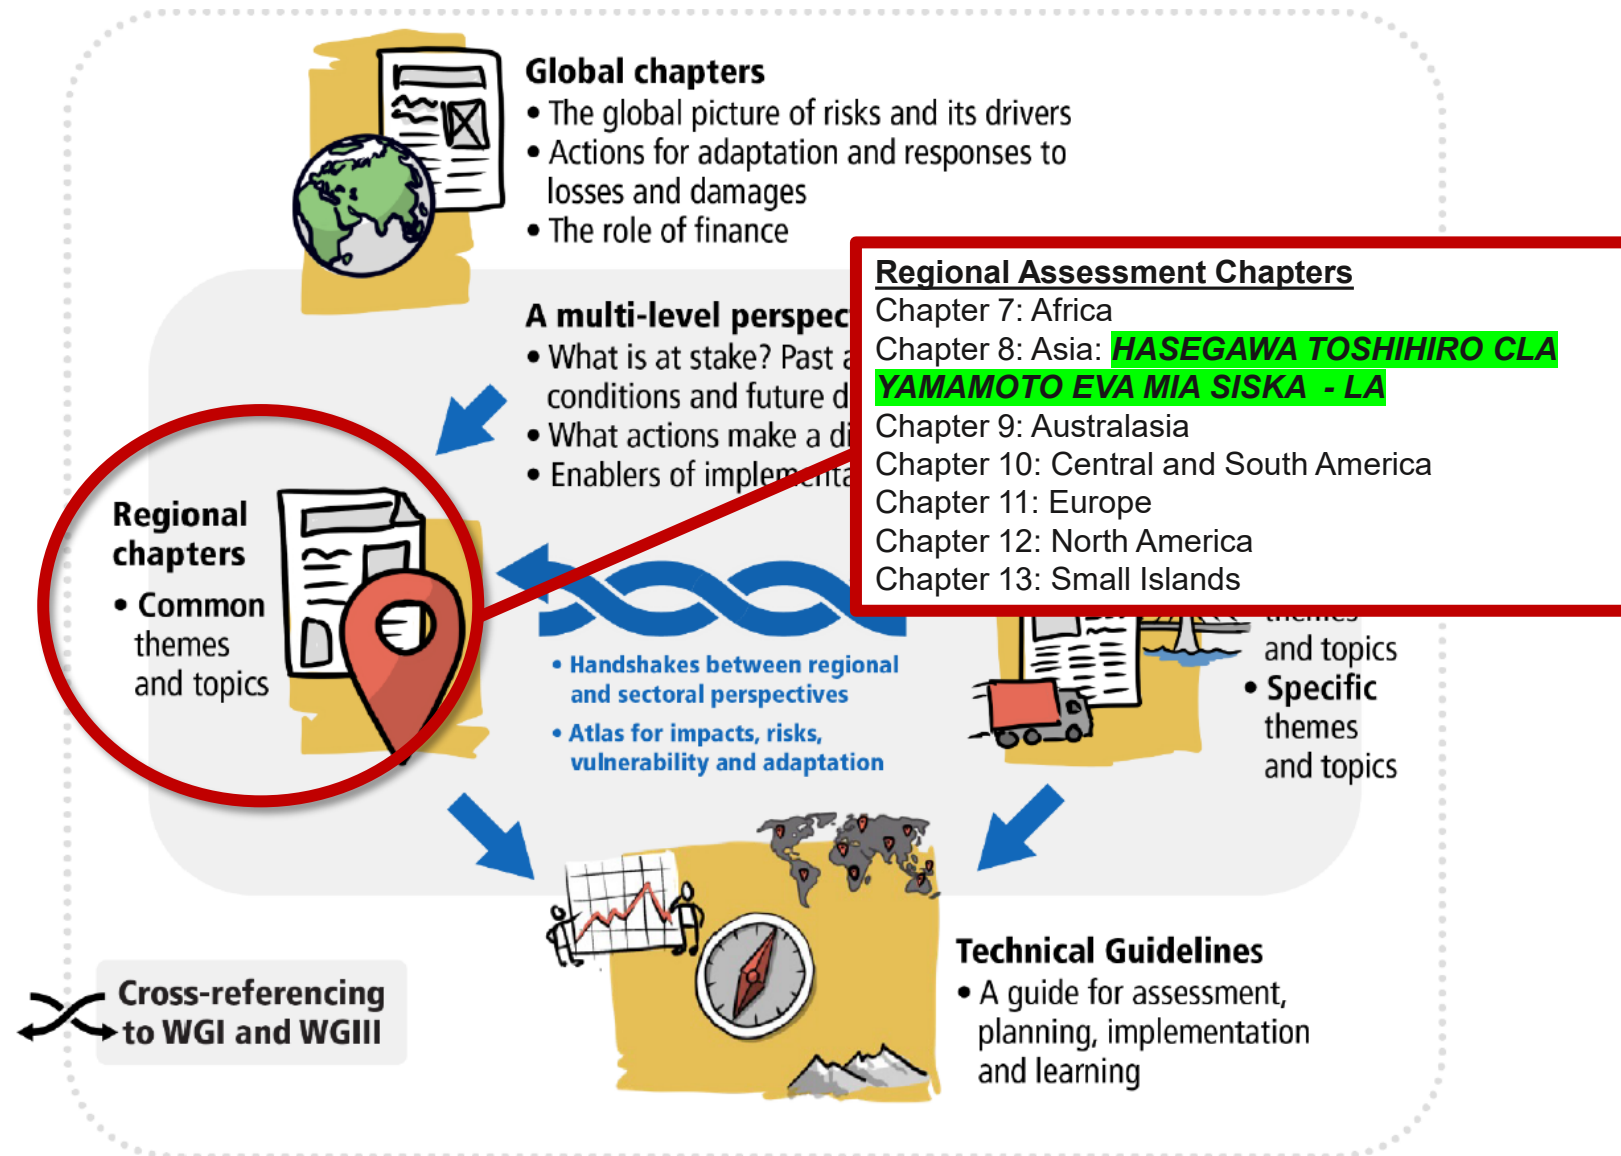 Global chapters
• The global picture of risks and its drivers
• Actions for adaptation and responses to
losses and damages
• The role of finance
A multi-level perspec
• What is at stake? Past a
conditions and future d
• What actions make a di
• Enablers of implementa
Regional Assessment Chapters
Chapter 7: Africa
Chapter 8: Asia: HASEGAWA TOSHIHIRO CLA
YAMAMOTO EVA MIA SISKA - LA
Chapter 9: Australasia
Chapter 10: Central and South America
Chapter 11: Europe
Chapter 12: North America
Chapter 13: Small Islands
Regional
chapters
• Common
themes
and topics
• Handshakes between regional
and sectoral perspectives
• Atlas for impacts, risks,
vulnerability and adaptation
themes
and topics
• Specific
themes
and topics
Technical Guidelines
• A guide for assessment,
planning, implementation
and learning
Cross-referencing
to WGI and WGIII